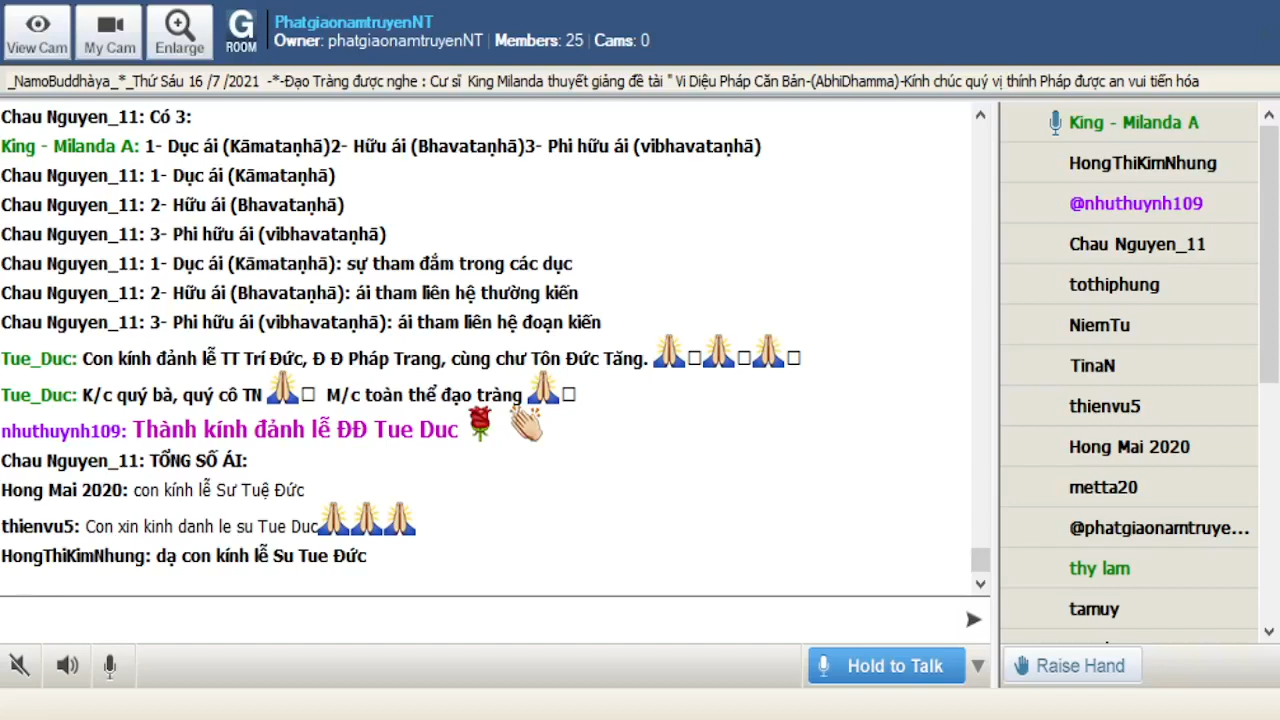 View Cam
My Cam
Enlarge
G
ROOM
PhatgiaonamtruyenNT
Owner: phatgiaonamtruyenNT | Members: 25 | Cams: 0
_NamoBuddhàya_*_Thứ Sáu 16 /7 /2021 -*-Đạo Tràng được nghe : Cư sĩ King Milanda thuyết giảng đề tài " Vi Diệu Pháp Căn Bản-(AbhiDhamma)-Kính chúc quý vị thính Pháp được an vui tiến hóa
Chau Nguyen_11: Có 3:
King - Milanda A: 1- Dục ái (Kāmataṇhā)2- Hữu ái (Bhavataṇhā)3- Phi hữu ái (vibhavataṇhā)
Chau Nguyen_11: 1- Dục ái (Kāmataṇhā)
Chau Nguyen_11: 2- Hữu ái (Bhavataṇhā)
Chau Nguyen_11: 3- Phi hữu ái (vibhavataṇhā)
Chau Nguyen_11: 1- Dục ái (Kāmataṇhā): sự tham đắm trong các dục
Chau Nguyen_11: 2- Hữu ái (Bhavataṇhā): ái tham liên hệ thường kiến
Chau Nguyen_11: 3- Phi hữu ái (vibhavataṇhā): ái tham liên hệ đoạn kiến
Tue_Duc: Con kính đảnh lễ TT Trí Đức, Đ Đ Pháp Trang, cùng chư Tôn Đức Tăng. 🙏□🙏□🙏□
Tue_Duc: K/c quý bà, quý cô TN 🙏□ M/c toàn thể đạo tràng 🙏□
nhuthuynh109: Thành kính đảnh lễ ĐĐ Tue Duc 🌹 👏
Chau Nguyen_11: TỔNG SỐ ÁI:
Hong Mai 2020: con kính lễ Sư Tuệ Đức
thienvu5: Con xin kinh danh le su Tue Duc🙏🙏🙏
HongThiKimNhung: dạ con kính lễ Su Tue Đức
King - Milanda A
HongThiKimNhung
@nhuthuynh109
Chau Nguyen_11
tothiphung
NiemTu
TinaN
thienvu5
Hong Mai 2020
metta20
@phatgiaonamtruye...
thy lam
tamuy
Hold to Talk
Raise Hand